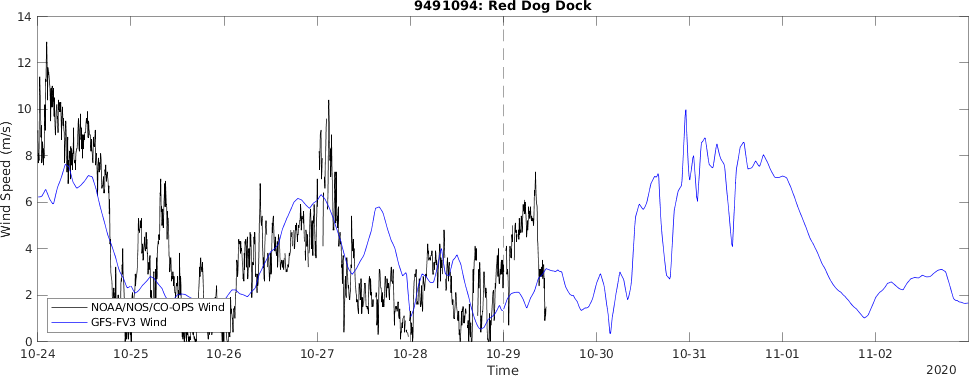 9491094: Red Dog Dock
14
12
10
8
6
4
2
0
Wind Speed (m/s)
NOAA/NOS/CO-OPS Wind
GFS-FV3 Wind
10-24 10-25 10-26 10-27 10-28 10-29 10-30 10-31 11-01 11-02
Time
2020